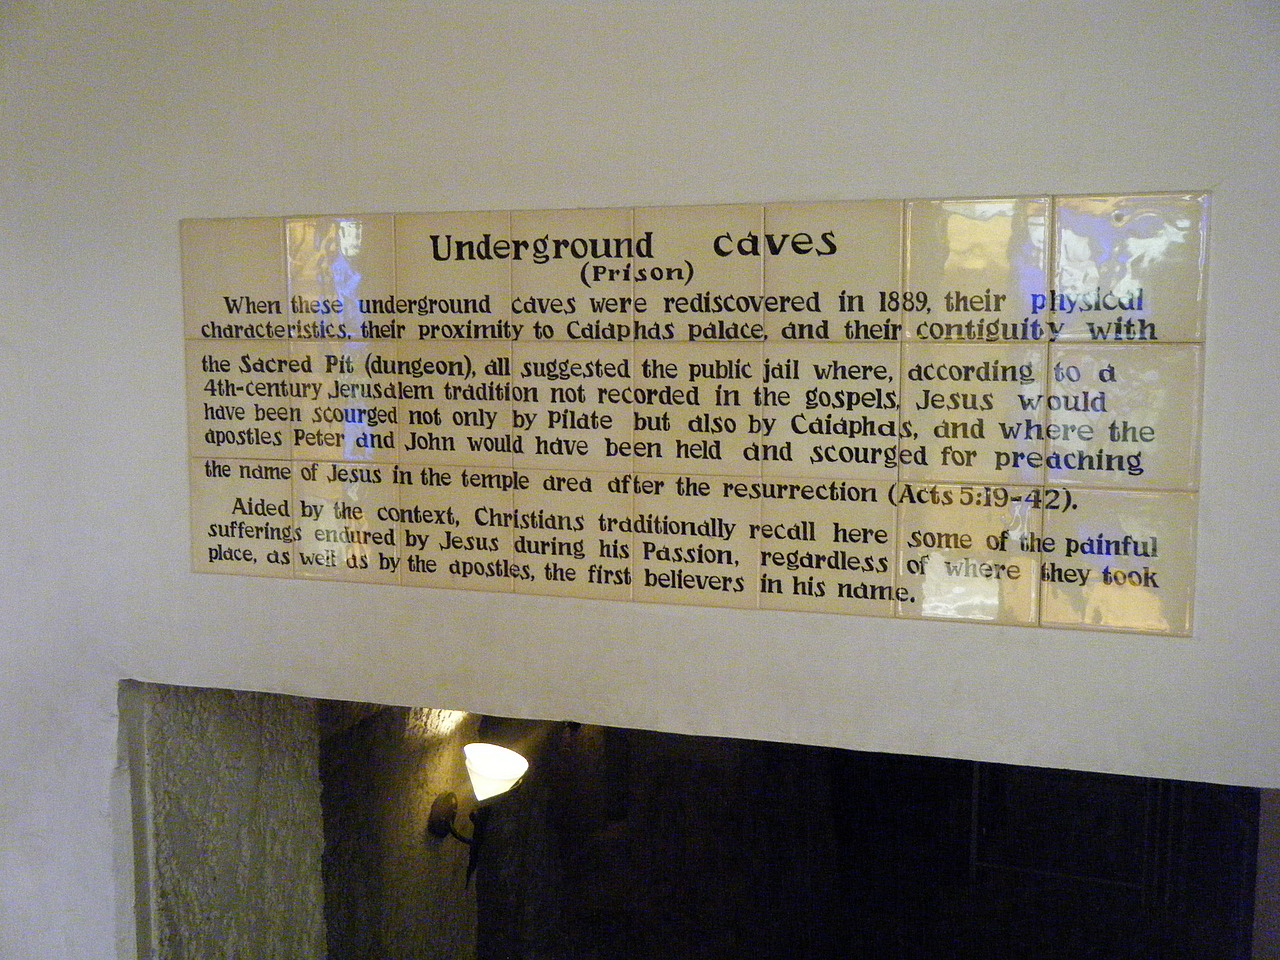 Underground caves
(Prison)
When these underground caves were rediscovered in 1889, their physical
characteristics, their proximity to Caiaphas palace, and their contiguity with
the Sacred Pit (dungeon), all suggested the public jail where, according to a
4th-century Jerusalem tradition not recorded in the gospels, Jesus would
have been scourged not only by Pilate but also by Caiaphas, and where the
apostles Peter and John would have been held and scourged for preaching
the name of Jesus in the temple area after the resurrection (Acts 5:19-42).
Aided by the context, Christians traditionally recall here some of the painful
sufferings endured by Jesus during his Passion, regardless of where they took
place, as well as by the apostles, the first believers in his name.